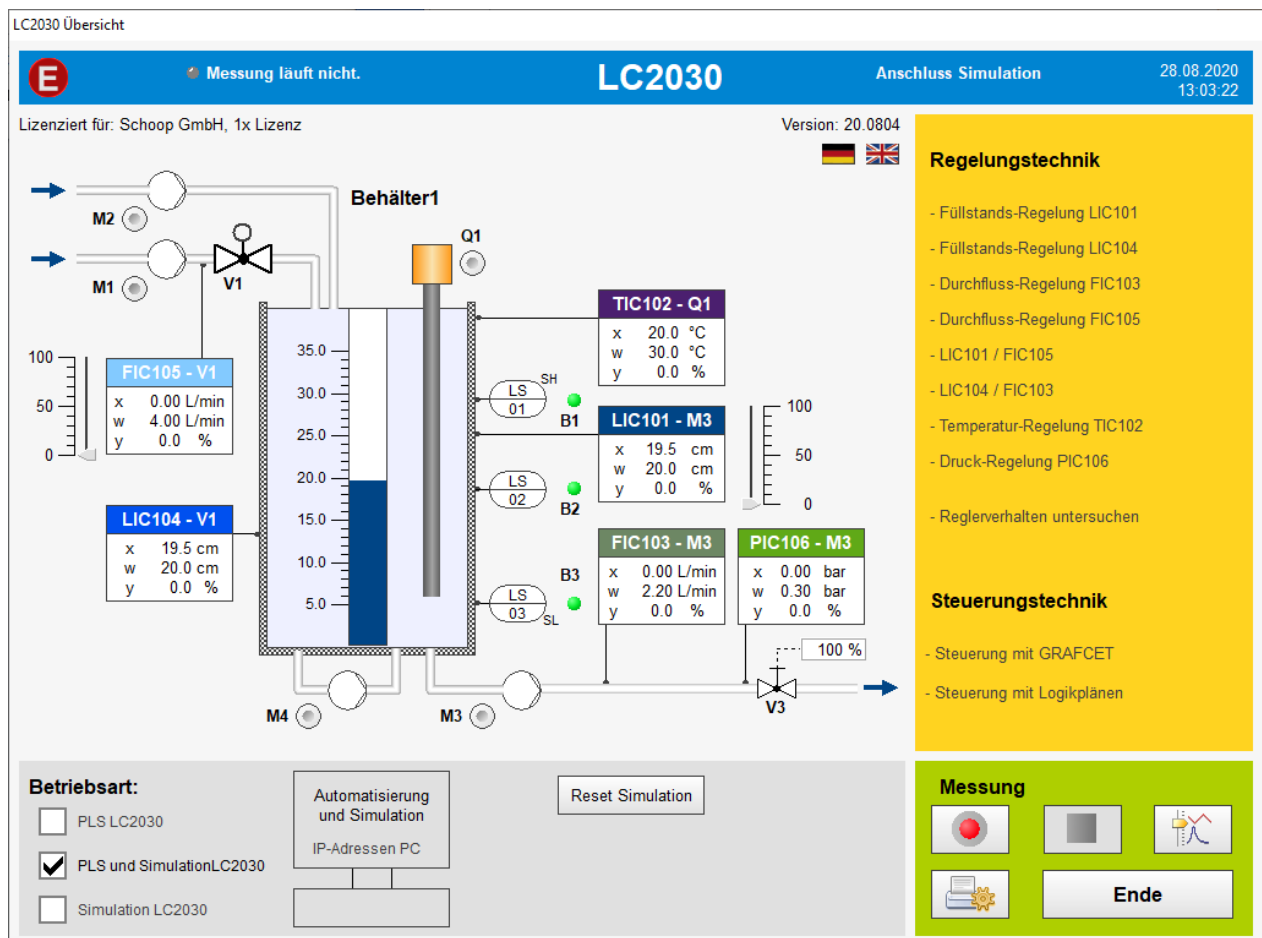 LC2030 Übersicht
E
Messung läuft nicht.
LC2030
Anschluss Simulation
28.08.2020
13:03:22
Lizenziert für: Schoop GmbH, 1x Lizenz
Version: 20.0804
Behälter1
M2
M1
V1
Q1
100
50
0
FIC105 - V1
x 0.00 L/min
w 4.00 L/min
y 0.0 %
LIC104 - V1
x 19.5 cm
w 20.0 cm
y 0.0 %
35.0
30.0
25.0
20.0
15.0
10.0
5.0
TIC102 - Q1
x 20.0 °C
w 30.0 °C
y 0.0 %
LS
01
SH
B1
LIC101 - M3
x 19.5 cm
w 20.0 cm
y 0.0 %
100
50
0
LS
02
B2
FIC103 - M3
x 0.00 L/min
w 2.20 L/min
y 0.0 %
PIC106 - M3
x 0.00 bar
w 0.30 bar
y 0.0 %
B3
LS
03
SL
100 %
V3
M4
M3
Regelungstechnik
- Füllstands-Regelung LIC101
- Füllstands-Regelung LIC104
- Durchfluss-Regelung FIC103
- Durchfluss-Regelung FIC105
- LIC101 / FIC105
- LIC104 / FIC103
- Temperatur-Regelung TIC102
- Druck-Regelung PIC106
- Reglerverhalten untersuchen
Steuerungstechnik
- Steuerung mit GRAFCET
- Steuerung mit Logikplänen
Betriebsart:
PLS LC2030
PLS und SimulationLC2030
Simulation LC2030
Automatisierung
und Simulation
IP-Adressen PC
Reset Simulation
Messung
Ende